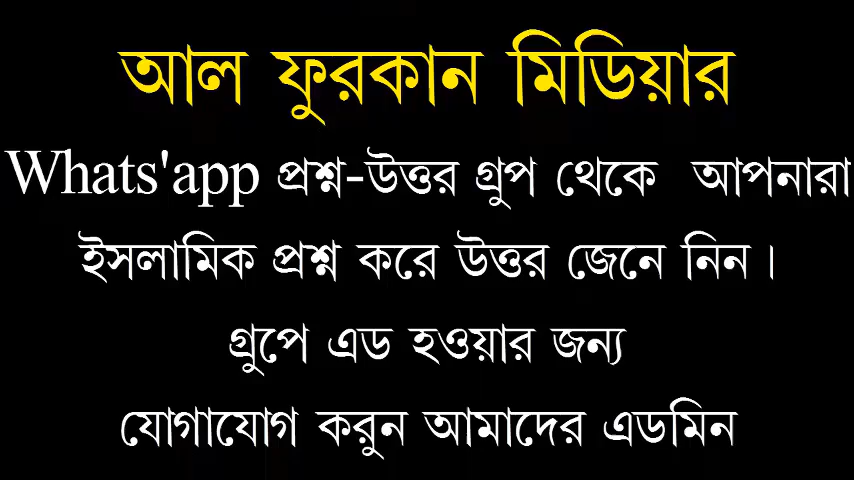 আল ফুরকান মিডিয়ার
Whats'app প্রশ্ন-উত্তর গ্রুপ থেকে আপনারা
ইসলামিক প্রশ্ন করে উত্তর জেনে নিন।
গ্রুপে এড হওয়ার জন্য
যোগাযোগ করুন আমাদের এডমিন